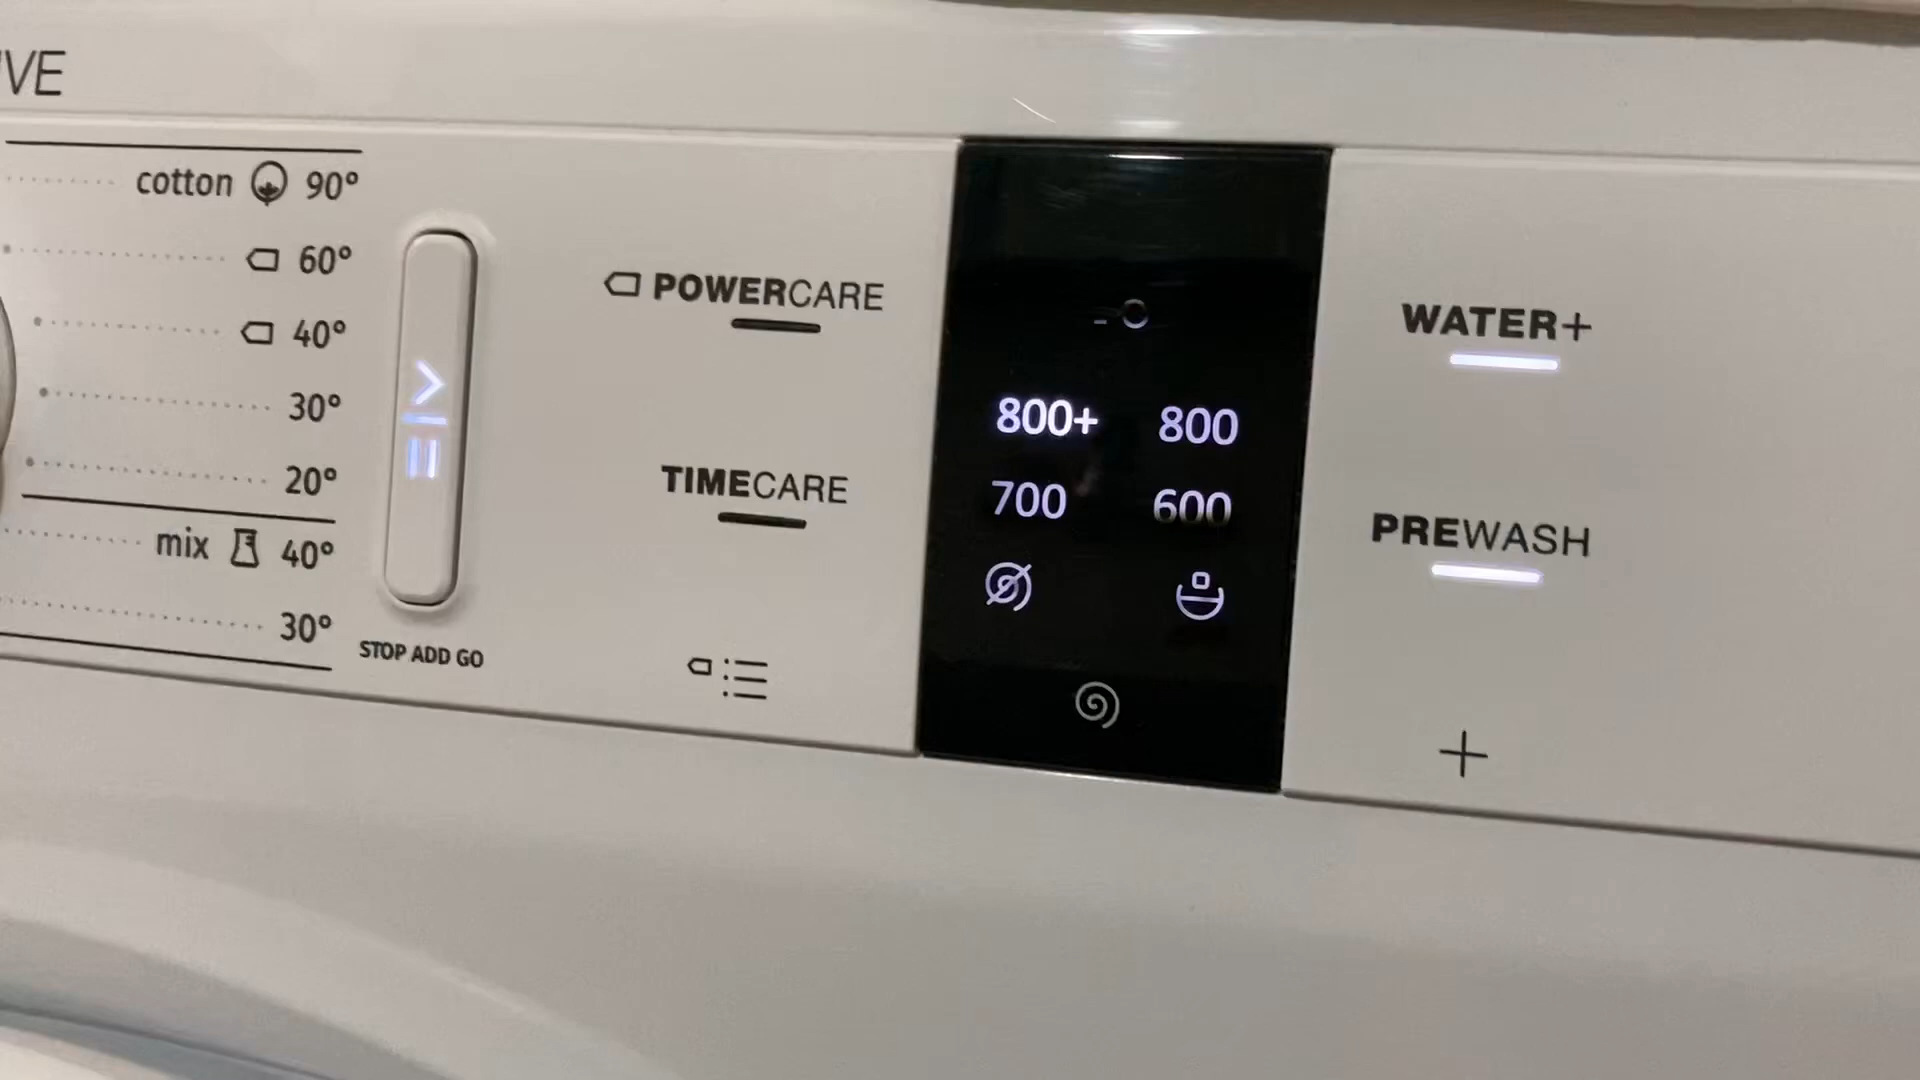 VE
cotton 90°
60°
40°
30°
20°
mix 40°
30°
STOP ADD GO
POWERCARE
TIMECARE
800+ 800
700 600
WATER+
PREWASH
+